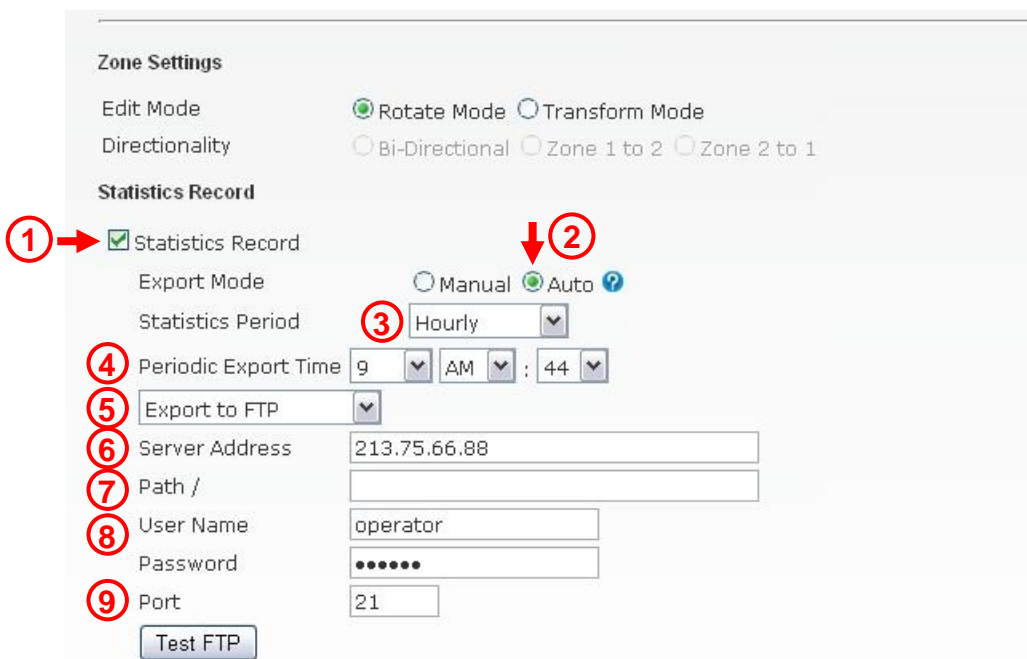 Zone Settings
Edit Mode Rotate Mode Transform Mode
Directionality Bi-Directional Zone 1 to 2 Zone 2 to 1
Statistics Record
1 Statistics Record 2
Export Mode Manual Auto ?
Statistics Period 3 Hourly
4 Periodic Export Time 9 AM : 44
5 Export to FTP
6 Server Address 213.75.66.88
7 Path /
8 User Name operator
Password ••••••
9 Port 21
Test FTP